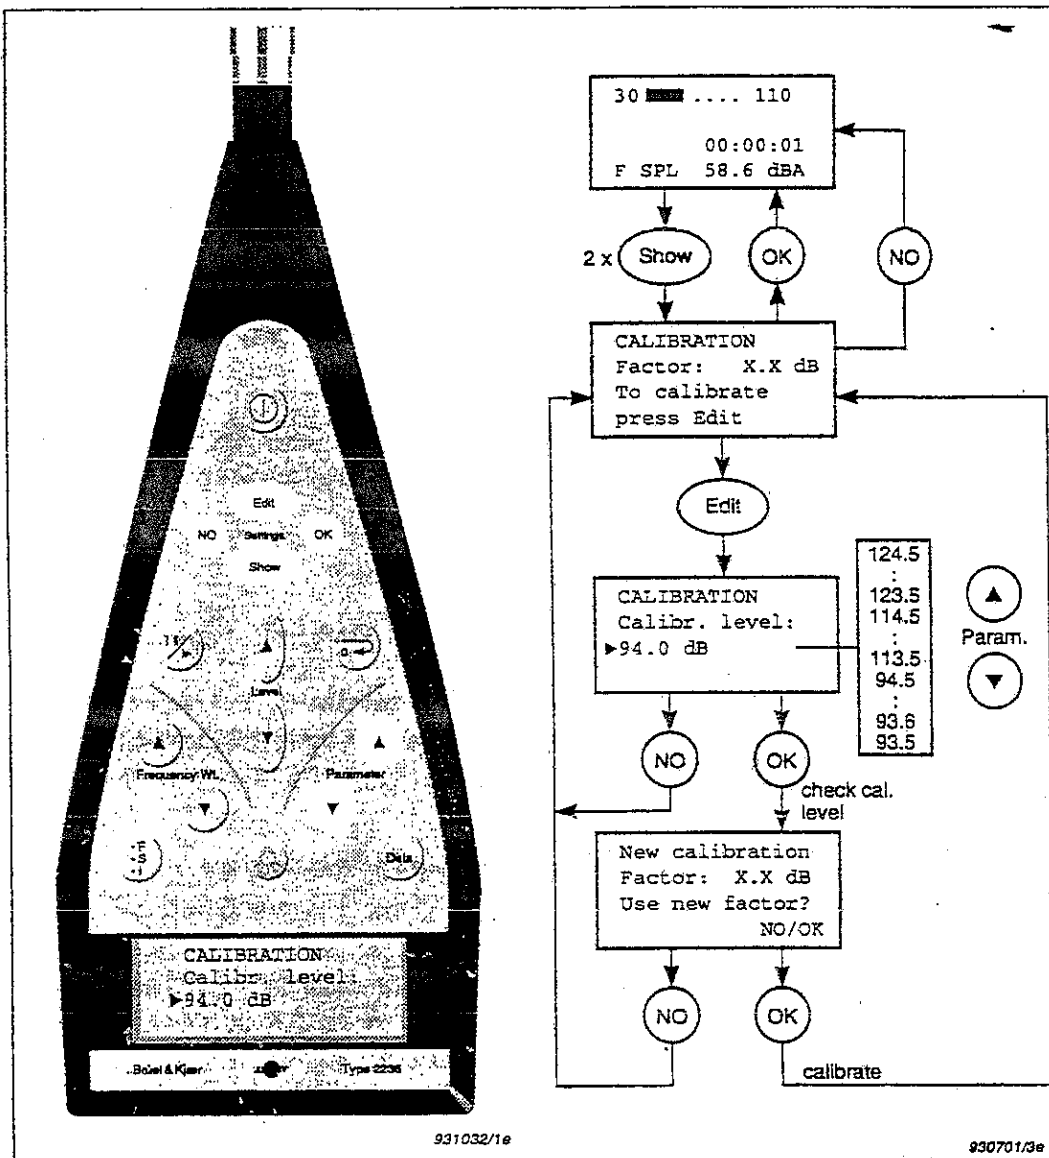 30 .... 110
00:00:01
F SPL 58.6 dBA
2 x
Show
OK
NO
CALIBRATION
Factor: X.X dB
To calibrate
press Edit
Edit
CALIBRATION
Calibr. level:
▶94.0 dB
124.5
:
123.5
114.5
:
113.5
94.5
:
93.6
93.5
▲
Param.
▼
NO
OK
check cal.
level
New calibration
Factor: X.X dB
Use new factor?
NO/OK
NO
OK
calibrate
930701/3e
Edit
NO
Settings
OK
Show
▲
Level
▼
▲
Frequency Wt.
▼
▲
Parameter
▼
F
S
I
Data
CALIBRATION
Calibr. level:
▶94.0 dB
Brüel & Kjær
Type 2236
931032/1e